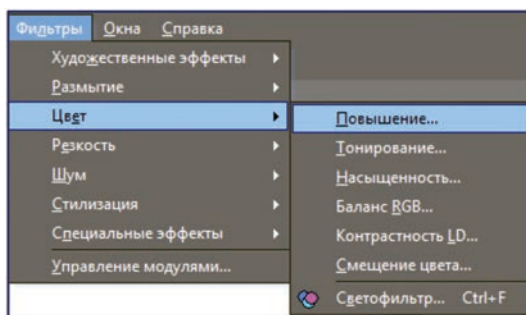 Фильтры Окна Справка
Художественные эффекты
Размытие
Цвет
Резкость
Шум
Стилизация
Специальные эффекты
Управление модулями...
Повышение...
Тонирование...
Насыщенность...
Баланс RGB...
Контрастность LD...
Смещение цвета...
Светофильтр... Ctrl+F